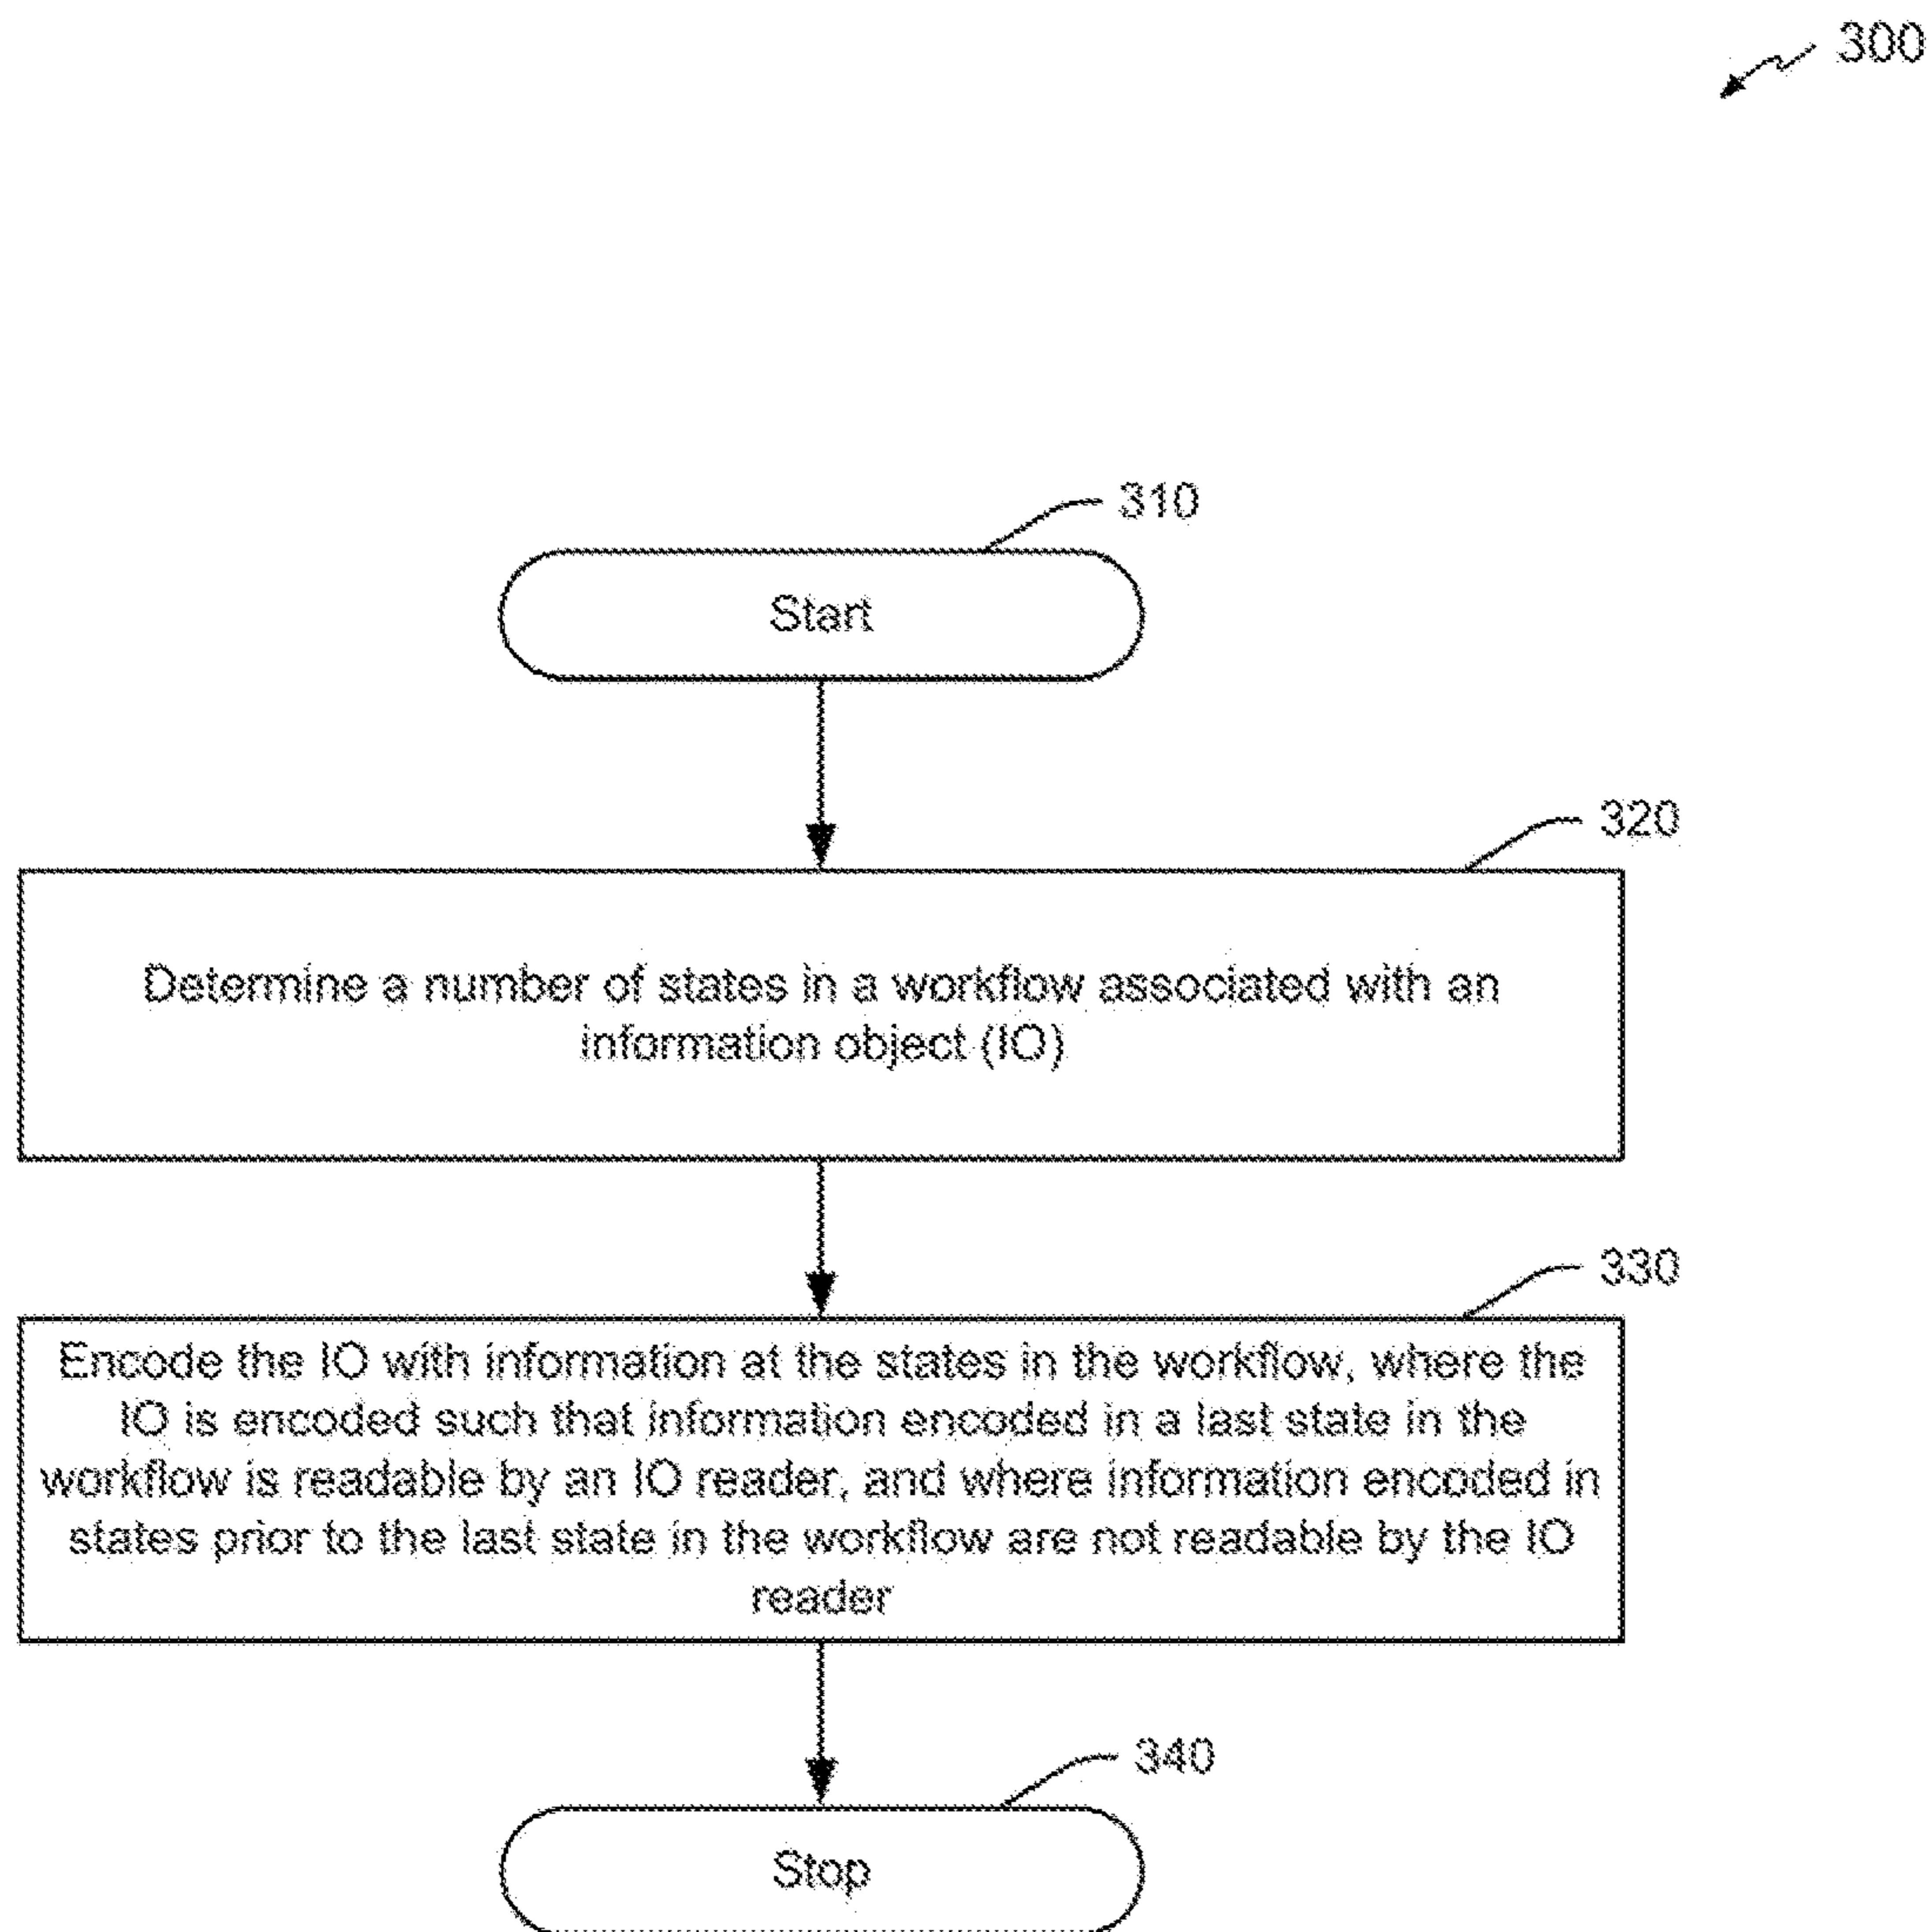 300
310
Start
320
Determine a number of states in a workflow associated with an
information object (IO)
330
Encode the IO with information at the states in the workflow, where the
IO is encoded such that information encoded in a last state in the
workflow is readable by an IO reader, and where information encoded in
states prior to the last state in the workflow are not readable by the IO
reader
340
Stop